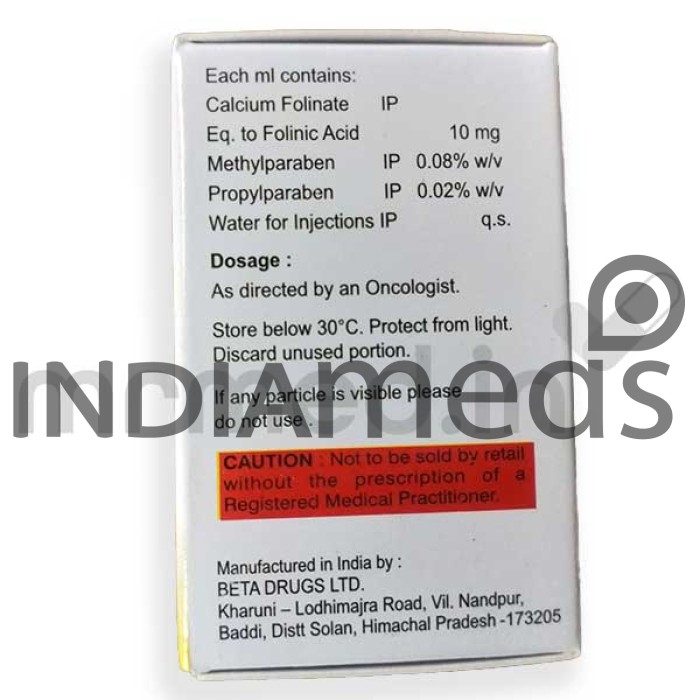 Each ml contains:
Calcium Folinate IP
Eq. to Folinic Acid 10 mg
Methylparaben IP 0.08% w/v
Propylparaben IP 0.02% w/v
Water for Injections IP q.s.
Dosage :
As directed by an Oncologist.
Store below 30°C. Protect from light.
Discard unused portion.
INDIAmeds
mcmed.in
If any particle is visible please
do not use .
CAUTION : Not to be sold by retail
without the prescription of a
Registered Medical Practitioner.
Manufactured in India by :
BETA DRUGS LTD.
Kharuni – Lodhimajra Road, Vil. Nandpur,
Baddi, Distt Solan, Himachal Pradesh -173205